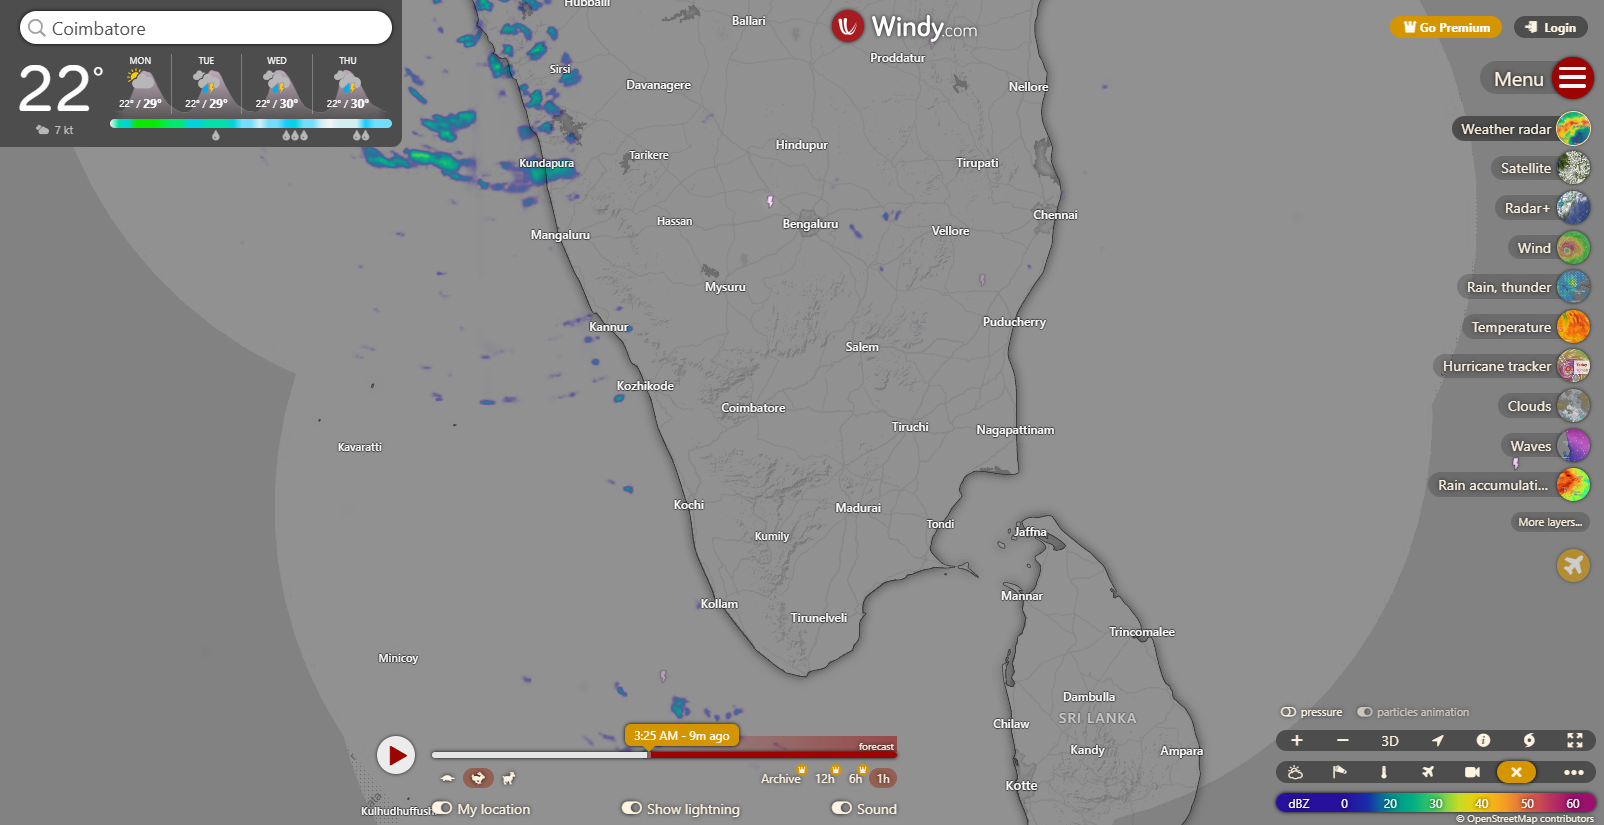 Coimbatore
22°
7 kt
MON TUE WED THU
22° / 29° 22° / 29° 22° / 30° 22° / 30°
Windy.com
Go Premium
Login
Menu
Weather radar
Satellite
Radar+
Wind
Rain, thunder
Temperature
Hurricane tracker
Clouds
Waves
Rain accumulati...
More layers...
Hubballi
Ballari
Proddatur
Sirsi
Davanagere
Nellore
Hindupur
Tarikere
Kundapura
Tirupati
Hassan
Bengaluru
Chennai
Mangaluru
Vellore
Mysuru
Kannur
Puducherry
Salem
Kozhikode
Coimbatore
Tiruchi
Nagapattinam
Kavaratti
Kochi
Madurai
Tondi
Kumily
Jaffna
Mannar
Kollam
Tirunelveli
Trincomalee
Minicoy
Dambulla
SRI LANKA
Chilaw
Kandy
Ampara
Kotte
Kulhudhuffushi
3:25 AM - 9m ago
forecast
Archive 12h 6h 1h
My location
Show lightning
Sound
pressure
particles animation
+ − 3D
dBZ 0 20 30 40 50 60
© OpenStreetMap contributors